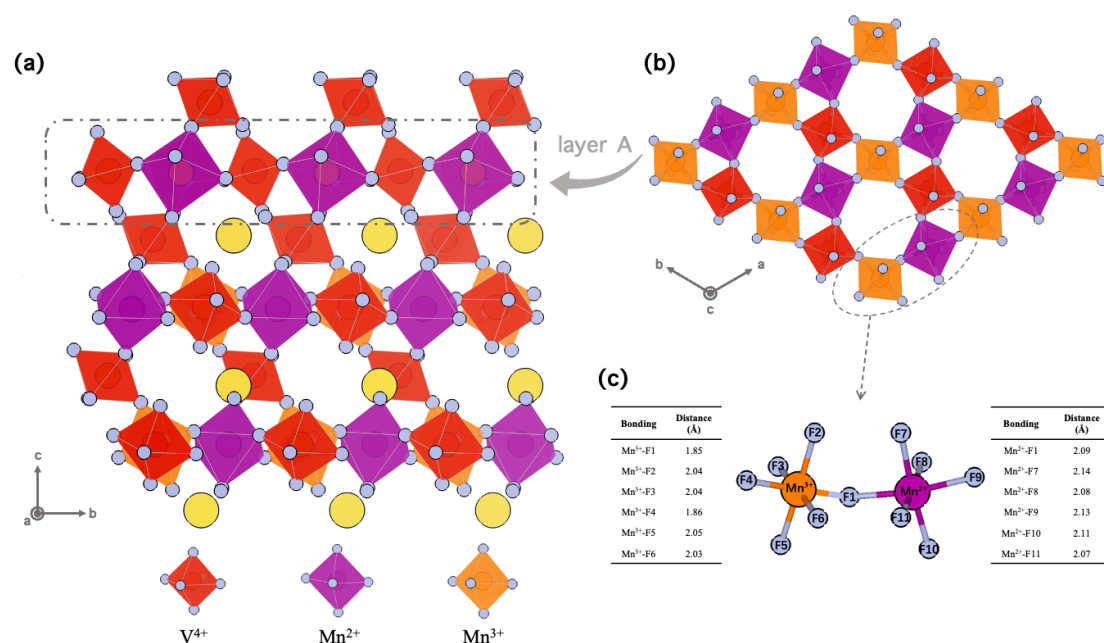 (a)
layer A
c
a
b
V⁴⁺
Mn²⁺
Mn³⁺
(b)
b
a
c
(c)
Bonding Distance (Å)
Mn³⁺-F1 1.85
Mn³⁺-F2 2.04
Mn³⁺-F3 2.04
Mn³⁺-F4 1.86
Mn³⁺-F5 2.05
Mn³⁺-F6 2.03
F2
F3
F4
Mn³⁺
F1
F6
F5
F7
F8
F9
Mn²⁺
F11
F10
Bonding Distance (Å)
Mn²⁺-F1 2.09
Mn²⁺-F7 2.14
Mn²⁺-F8 2.08
Mn²⁺-F9 2.13
Mn²⁺-F10 2.11
Mn²⁺-F11 2.07